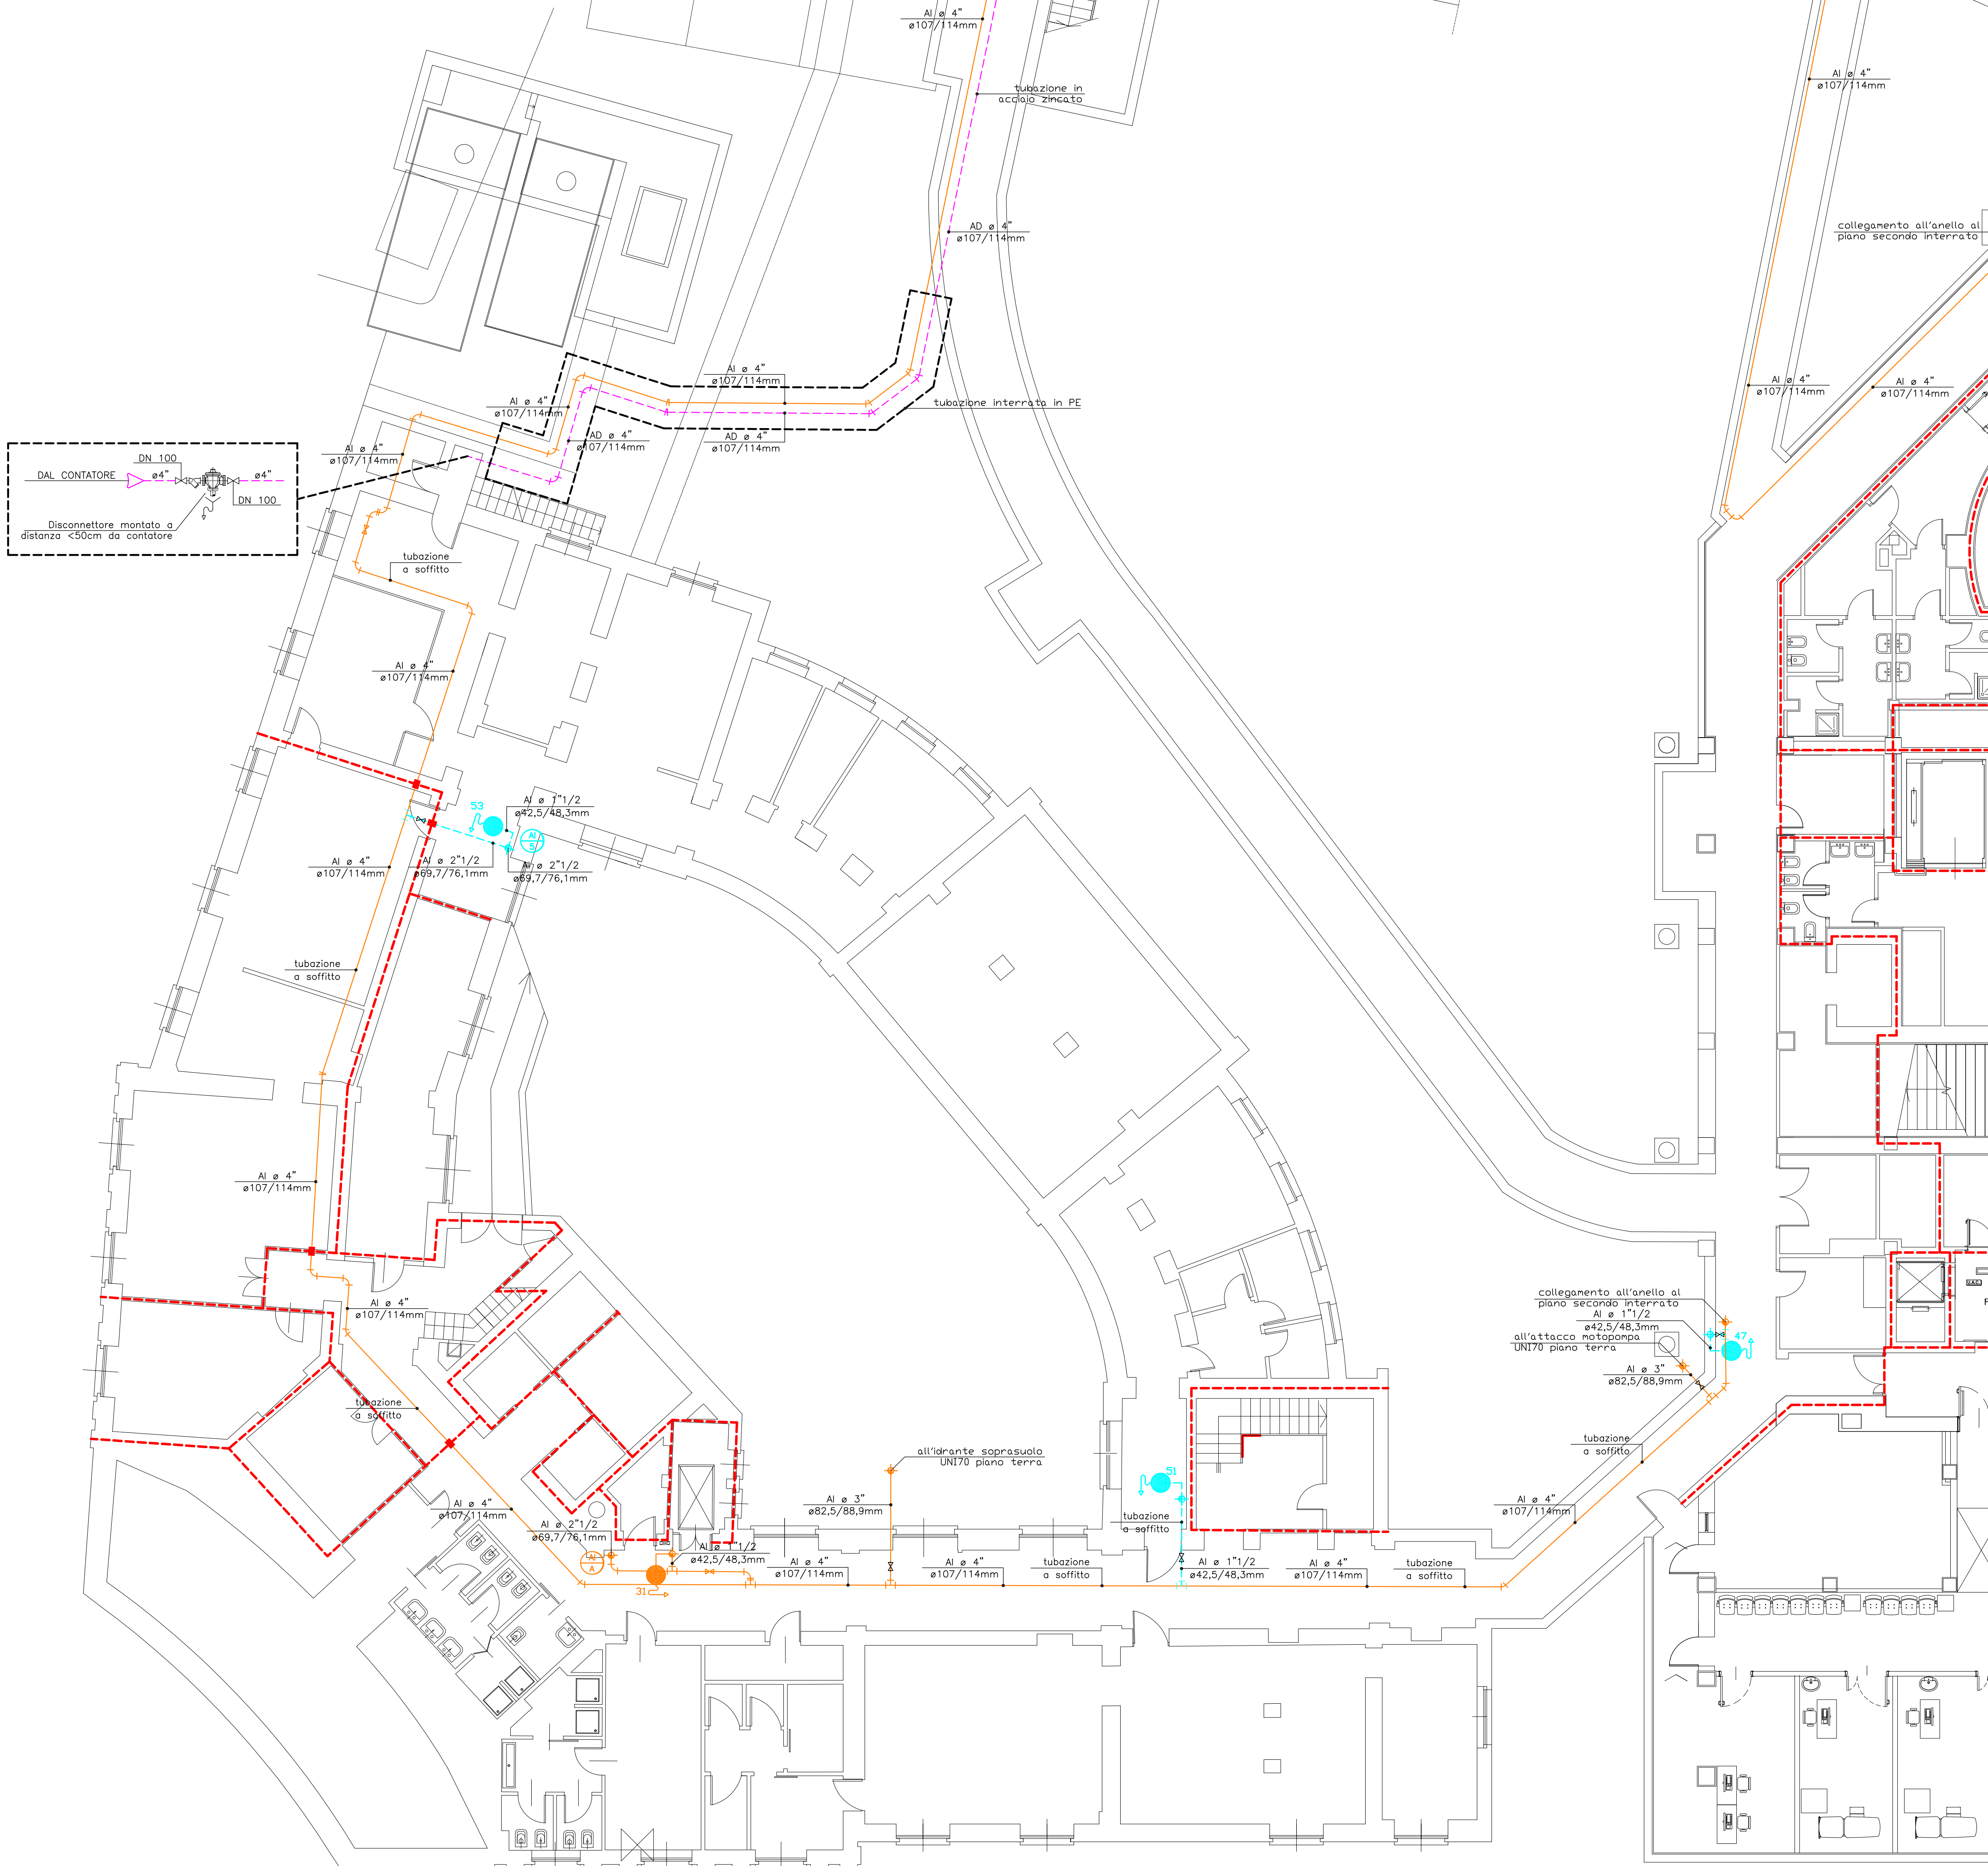 AI ø 4"
ø107/114mm
tubazione in
acciaio zincato
AI ø 4"
ø107/114mm
AD ø 4"
ø107/114mm
collegamento all'anello al
piano secondo interrato
AI ø 4"
ø107/114mm
AI ø 4"
ø107/114mm
AI ø 4"
ø107/114mm
AI ø 4"
ø107/114mm
tubazione interrata in PE
AD ø 4"
ø107/114mm
AD ø 4"
ø107/114mm
AI ø 4"
ø107/114mm
DN 100
DAL CONTATORE
ø4"
ø4"
DN 100
Disconnettore montato a
distanza <50cm da contatore
tubazione
a soffitto
AI ø 4"
ø107/114mm
53
AI ø 1"1/2
ø42,5/48,3mm
AI
5
AI ø 4"
ø107/114mm
AI ø 2"1/2
ø69,7/76,1mm
AI ø 2"1/2
ø69,7/76,1mm
tubazione
a soffitto
AI ø 4"
ø107/114mm
AI ø 4"
ø107/114mm
collegamento all'anello al
piano secondo interrato
AI ø 1"1/2
ø42,5/48,3mm
all'attacco motopompa
UNI70 piano terra
47
AI ø 3"
ø82,5/88,9mm
tubazione
a soffitto
tubazione
a soffitto
all'idrante soprasuolo
UNI70 piano terra
51
AI ø 4"
ø107/114mm
AI ø 3"
ø82,5/88,9mm
AI ø 4"
ø107/114mm
tubazione
a soffitto
AI ø 2"1/2
ø69,7/76,1mm
AI ø 1"1/2
ø42,5/48,3mm
AI
A
31
AI ø 4"
ø107/114mm
AI ø 4"
ø107/114mm
tubazione
a soffitto
AI ø 1"1/2
ø42,5/48,3mm
AI ø 4"
ø107/114mm
tubazione
a soffitto